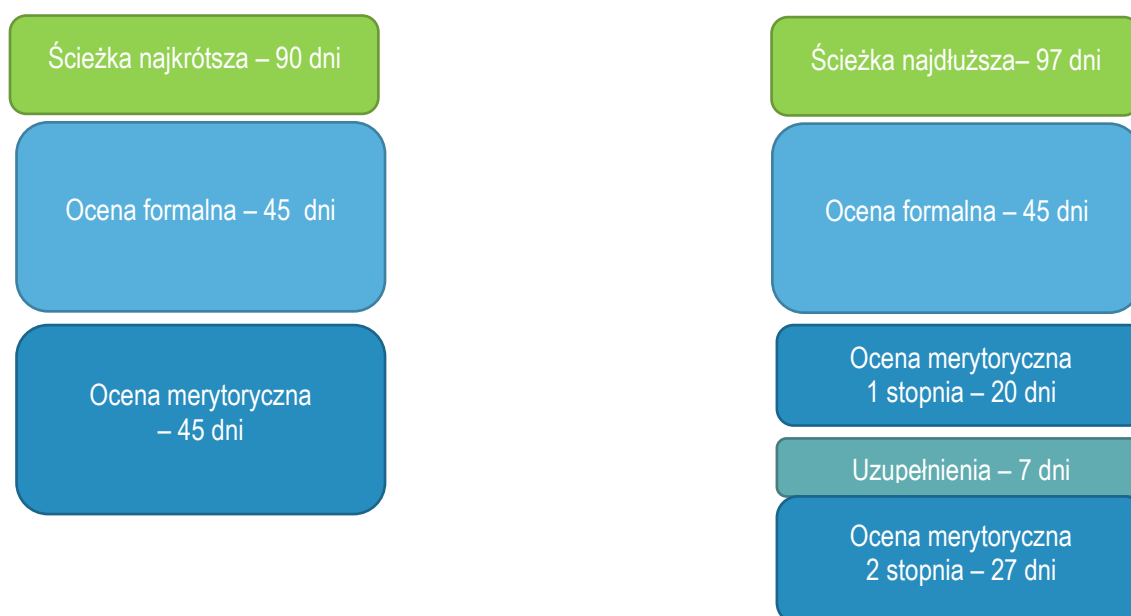 Ścieżka najkrótsza – 90 dni
Ocena formalna – 45 dni
Ocena merytoryczna
– 45 dni
Ścieżka najdłuższa– 97 dni
Ocena formalna – 45 dni
Ocena merytoryczna
1 stopnia – 20 dni
Uzupełnienia – 7 dni
Ocena merytoryczna
2 stopnia – 27 dni